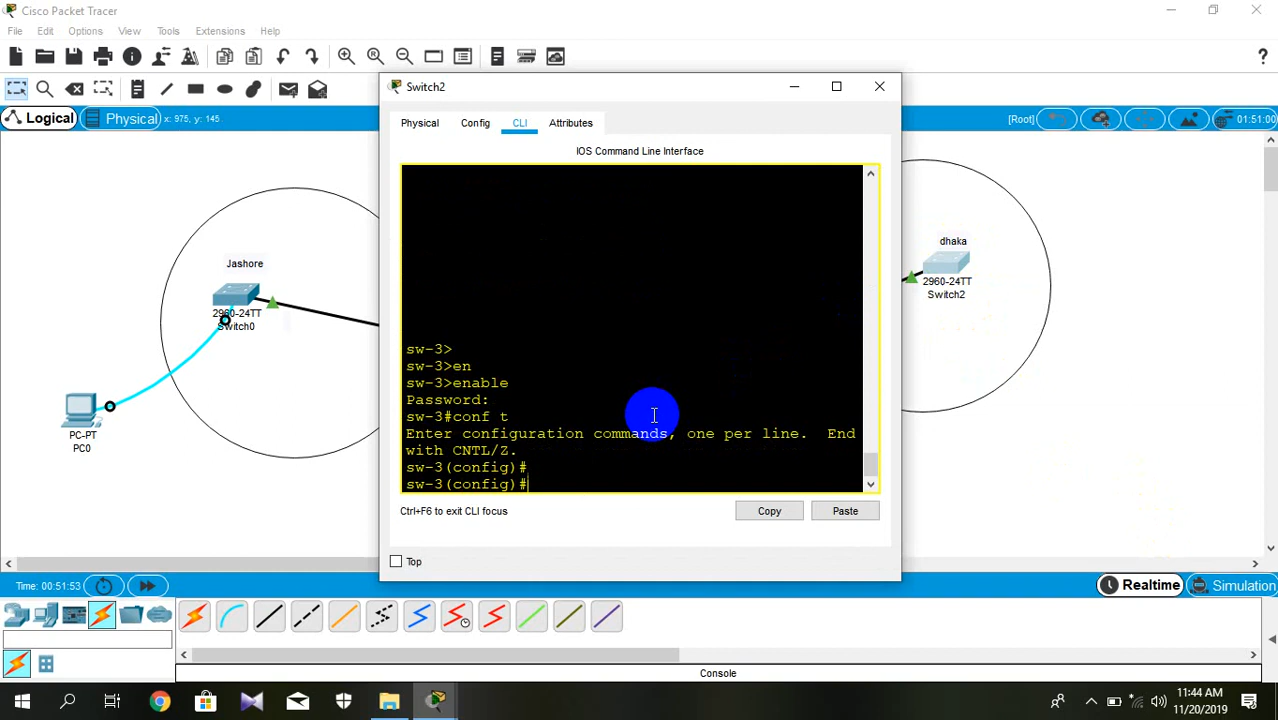 Cisco Packet Tracer
File Edit Options View Tools Extensions Help
?
Logical
Physical x: 975, y: 145
[Root]
01:51:00
Switch2
Physical Config CLI Attributes
IOS Command Line Interface
sw-3>
sw-3>en
sw-3>enable
Password:
sw-3#conf t
Enter configuration commands, one per line. End
with CNTL/Z.
sw-3(config)#
sw-3(config)#
Ctrl+F6 to exit CLI focus
Copy
Paste
Top
Jashore
2960-24TT
Switch0
PC-PT
PC0
dhaka
2960-24TT
Switch2
Time: 00:51:53
Realtime
Simulation
Console
11:44 AM
11/20/2019